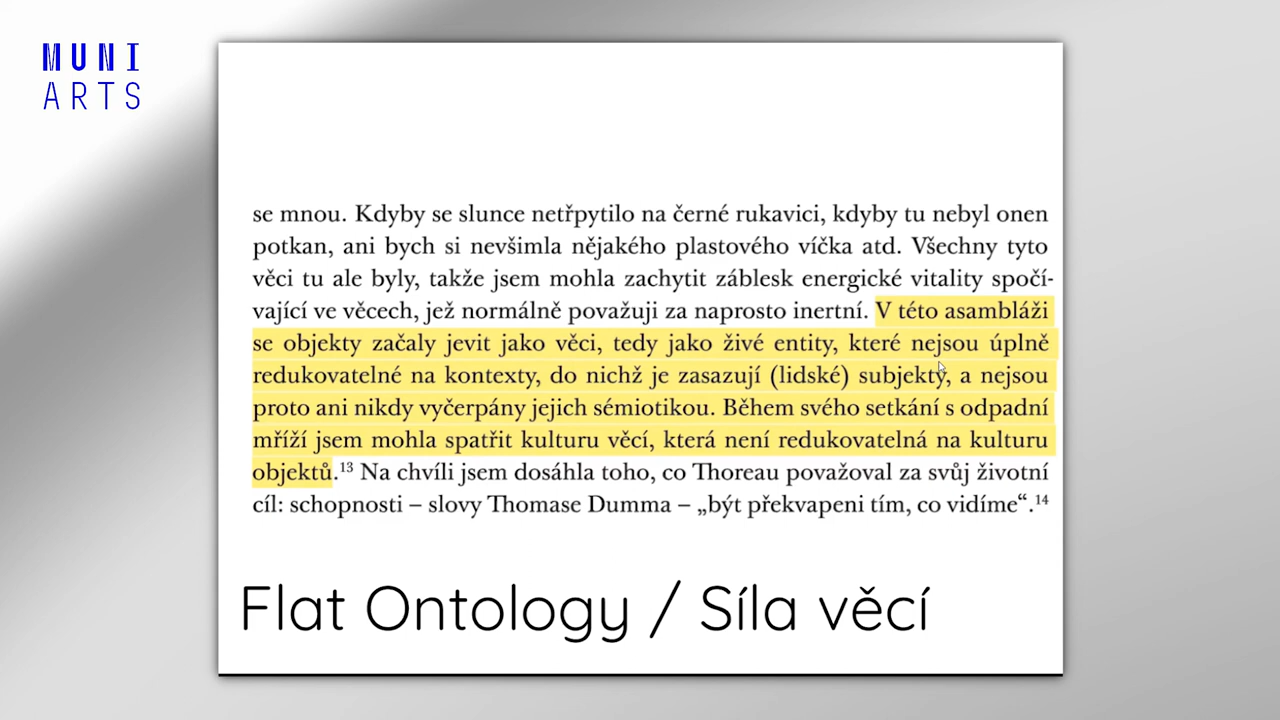 MUNI
ARTS
se mnou. Kdyby se slunce netřpytilo na černé rukavici, kdyby tu nebyl onen
potkan, ani bych si nevšimla nějakého plastového víčka atd. Všechny tyto
věci tu ale byly, takže jsem mohla zachytit záblesk energické vitality spočí-
vající ve věcech, jež normálně považuji za naprosto inertní. V této asambláži
se objekty začaly jevit jako věci, tedy jako živé entity, které nejsou úplně
redukovatelné na kontexty, do nichž je zasazují (lidské) subjekty, a nejsou
proto ani nikdy vyčerpány jejich sémiotikou. Během svého setkání s odpadní
mříží jsem mohla spatřit kulturu věcí, která není redukovatelná na kulturu
objektů.¹³ Na chvíli jsem dosáhla toho, co Thoreau považoval za svůj životní
cíl: schopnosti – slovy Thomase Dumma – „být překvapeni tím, co vidíme“.¹⁴
Flat Ontology / Síla věcí